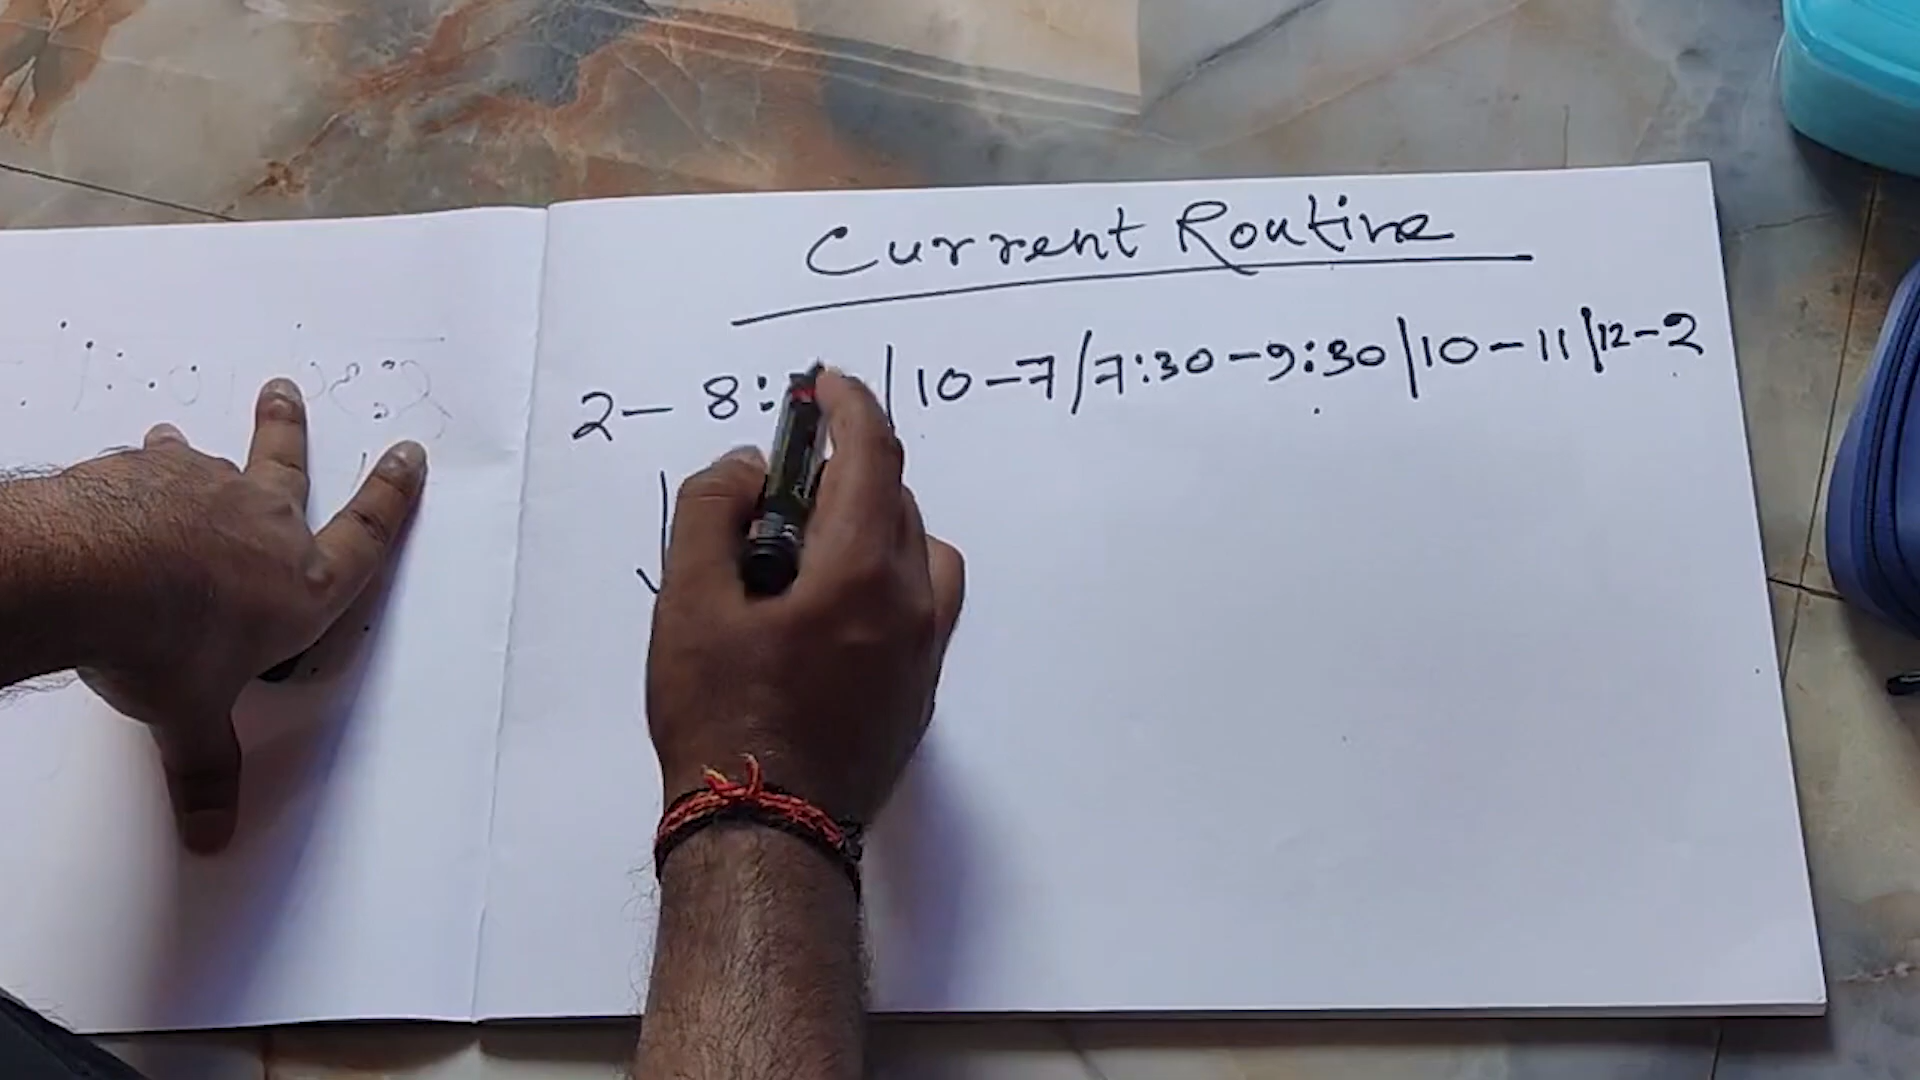 Current Routine
2 - 8: | 10-7 / 7:30-9:30 | 10-11 | 12-2